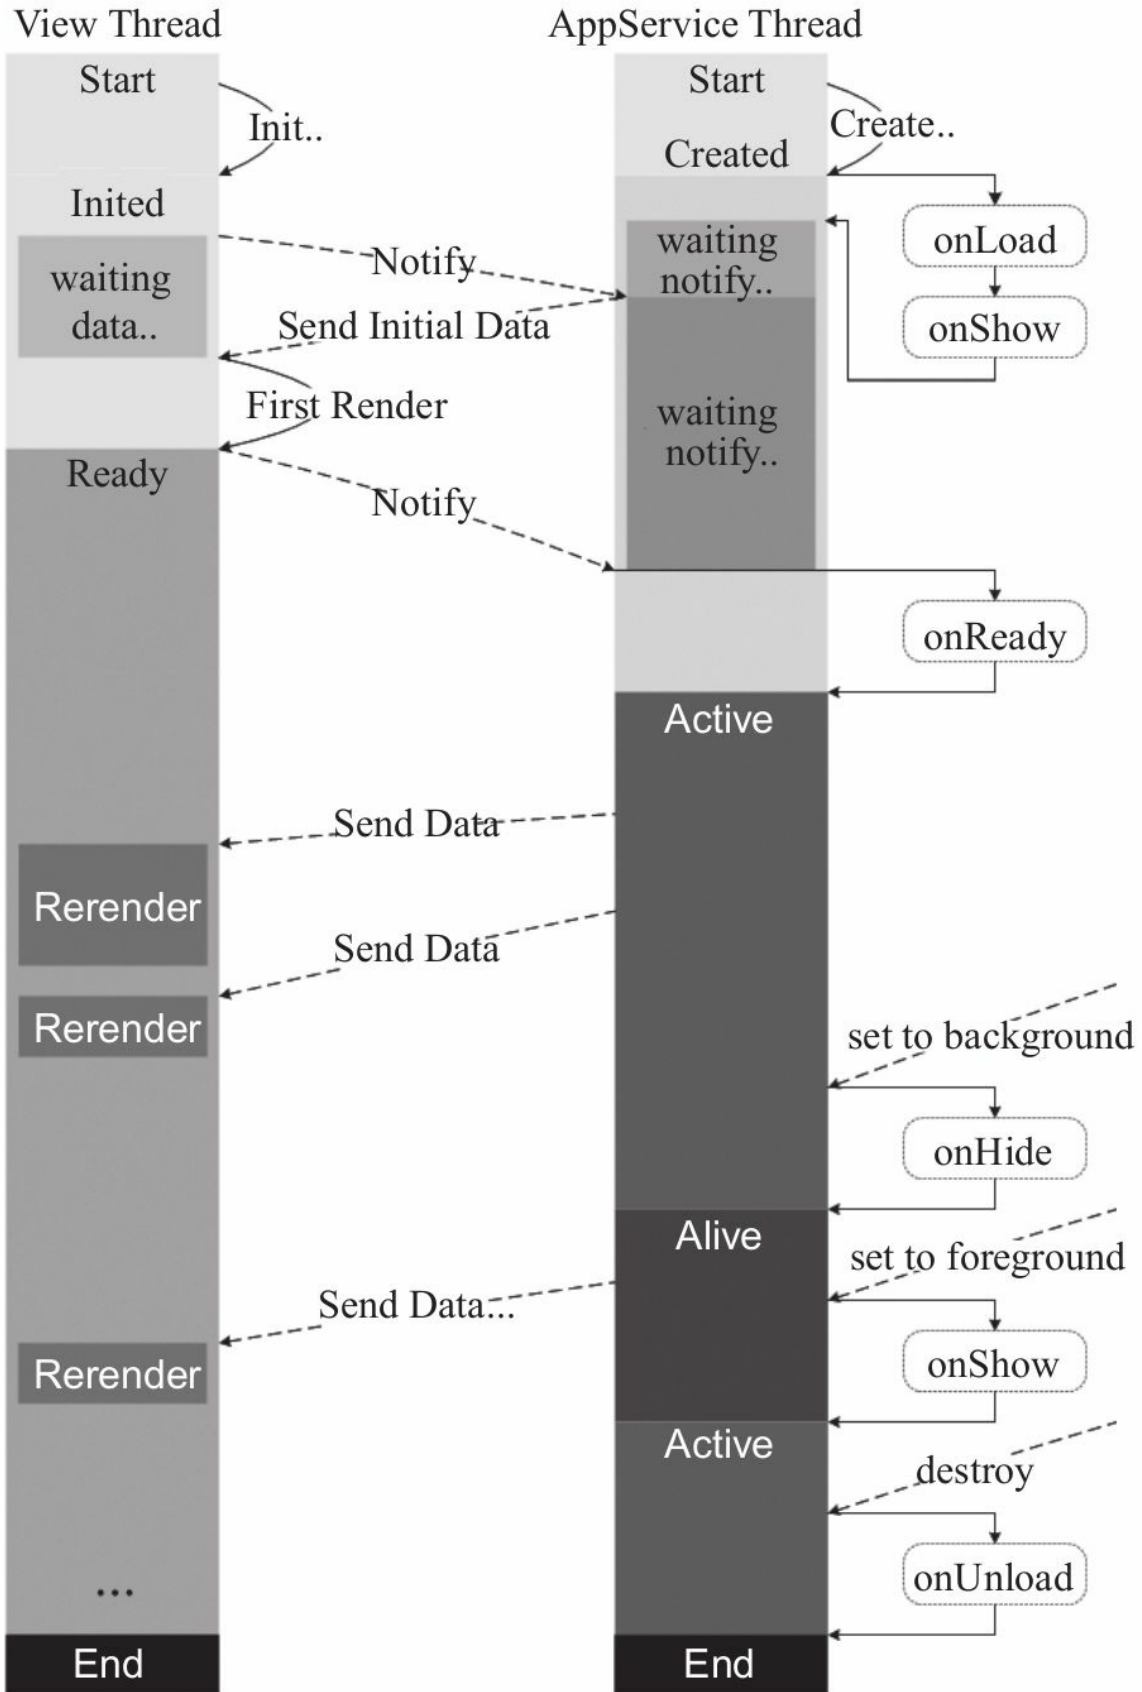 View Thread
AppService Thread
Start
Start
Init..
Create..
Created
Inited
waiting
data..
Notify
waiting
notify..
onLoad
Send Initial Data
onShow
First Render
waiting
notify..
Ready
Notify
onReady
Active
Send Data
Rerender
Send Data
Rerender
set to background
onHide
Alive
set to foreground
Send Data...
onShow
Rerender
Active
destroy
onUnload
...
End
End